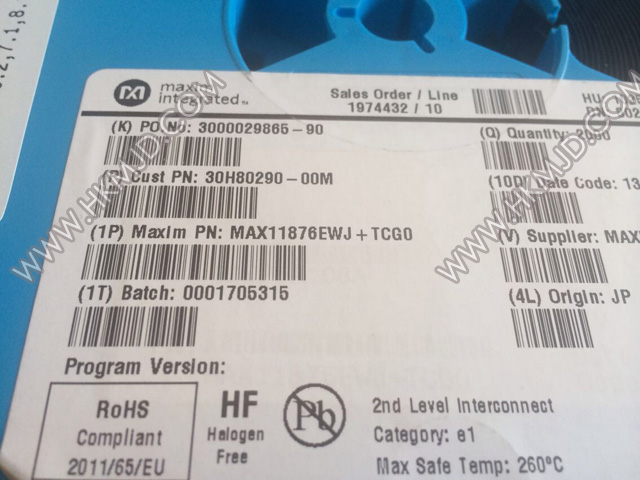 maxim
integrated™
Sales Order / Line
1974432 / 10
(K) PO No: 3000029865-90
(Q) Quantity:
Cust PN: 30H80290-00M
(10D) Date Code: 13
(1P) Maxim PN: MAX11876EWJ+TCG0
(V) Supplier: MAX
(1T) Batch: 0001705315
(4L) Origin: JP
Program Version:
RoHS
Compliant
2011/65/EU
HF
Halogen
Free
Pb
2nd Level Interconnect
Category: e1
Max Safe Temp: 260ºC
WWW.HKMJD.COM
WWW.HKMJD.COM